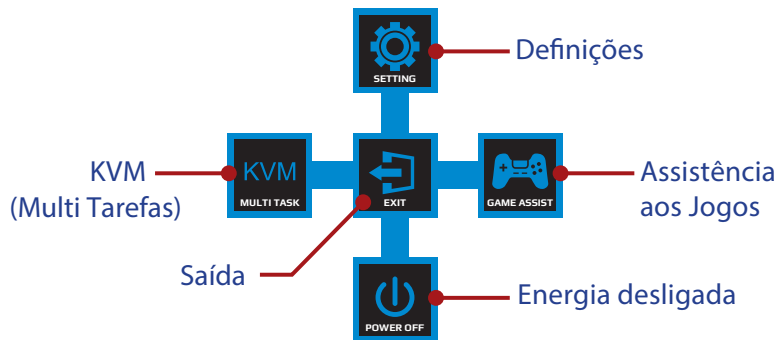 SETTING
Definições
KVM
(Multi Tarefas)
KVM
MULTI TASK
EXIT
GAME ASSIST
Assistência
aos Jogos
Saída
POWER OFF
Energia desligada